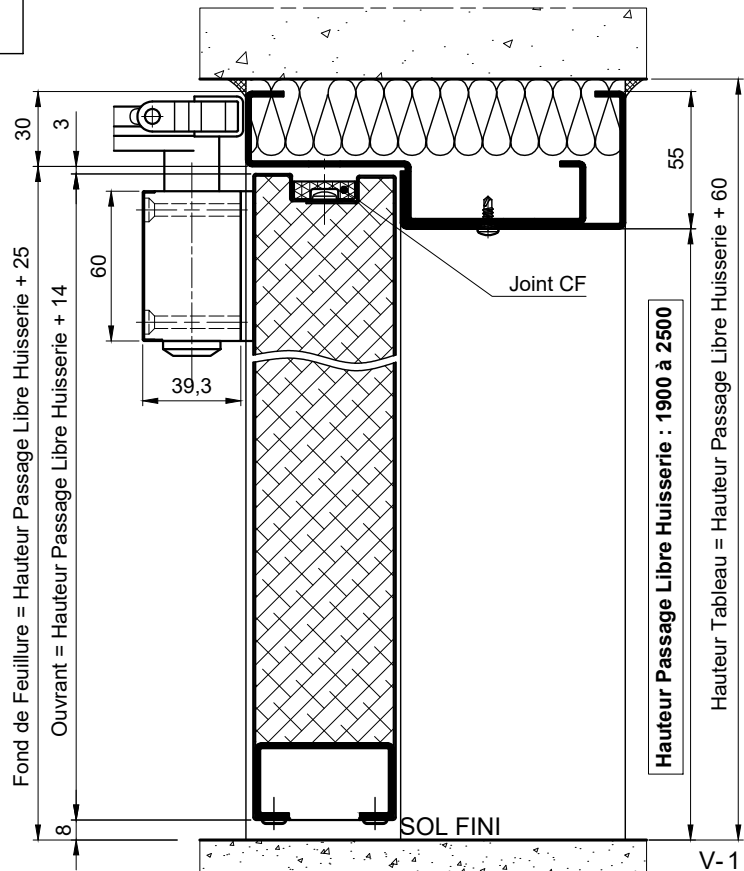 30
3
55
60
39,3
Joint CF
Fond de Feuillure = Hauteur Passage Libre Huisserie + 25
Ouvrant = Hauteur Passage Libre Huisserie + 14
Hauteur Passage Libre Huisserie : 1900 à 2500
Hauteur Tableau = Hauteur Passage Libre Huisserie + 60
8
SOL FINI
V-1